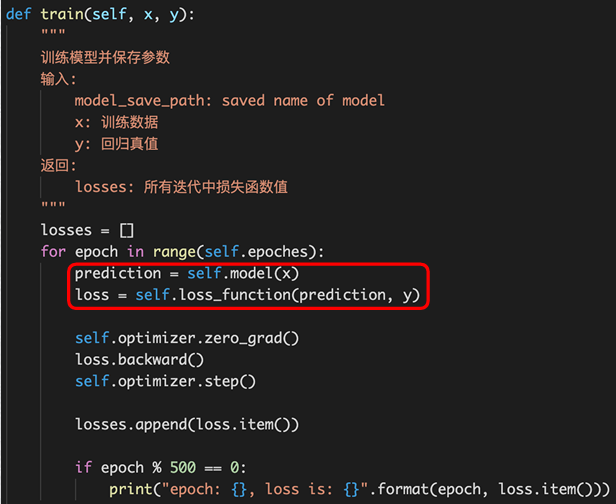 def train(self, x, y):
"""
训练模型并保存参数
输入:
model_save_path: saved name of model
x: 训练数据
y: 回归真值
返回:
losses: 所有迭代中损失函数值
"""
losses = []
for epoch in range(self.epoches):
prediction = self.model(x)
loss = self.loss_function(prediction, y)
self.optimizer.zero_grad()
loss.backward()
self.optimizer.step()
losses.append(loss.item())
if epoch % 500 == 0:
print("epoch: {}, loss is: {}".format(epoch, loss.item()))